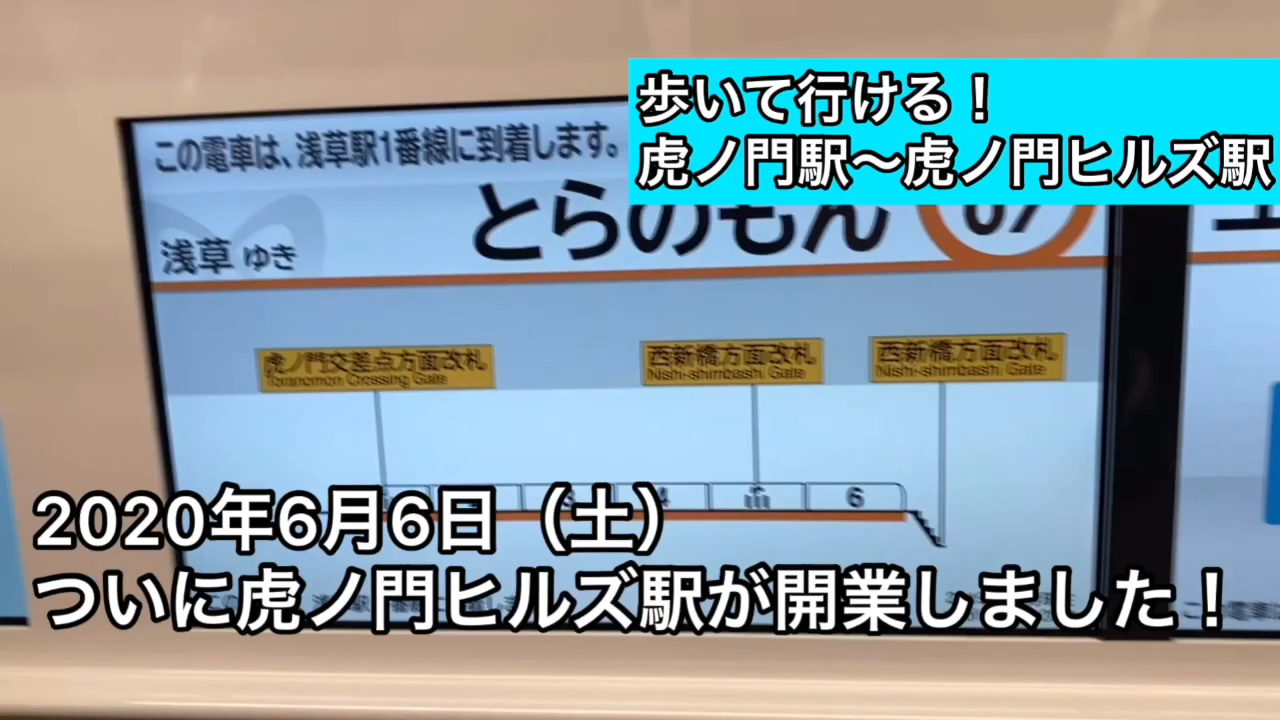 歩いて行ける！
虎ノ門駅〜虎ノ門ヒルズ駅
この電車は、浅草駅1番線に到着します。
とらのもん
07
浅草 ゆき
虎ノ門交差点方面改札
Toranomon Crossing Gate
西新橋方面改札
Nishi-shimbashi Gate
西新橋方面改札
Nishi-shimbashi Gate
3 4 6
2020年6月6日（土）
ついに虎ノ門ヒルズ駅が開業しました！